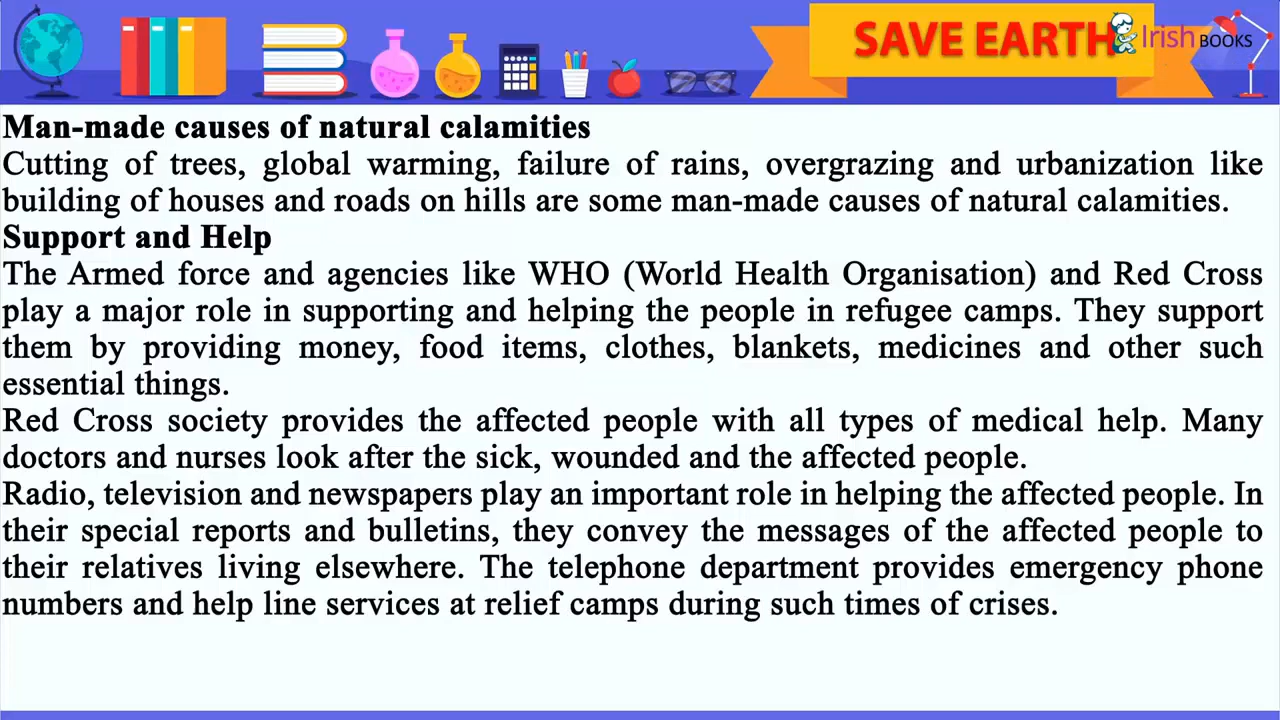 SAVE EARTH
Irish BOOKS
Man-made causes of natural calamities
Cutting of trees, global warming, failure of rains, overgrazing and urbanization like
building of houses and roads on hills are some man-made causes of natural calamities.
Support and Help
The Armed force and agencies like WHO (World Health Organisation) and Red Cross
play a major role in supporting and helping the people in refugee camps. They support
them by providing money, food items, clothes, blankets, medicines and other such
essential things.
Red Cross society provides the affected people with all types of medical help. Many
doctors and nurses look after the sick, wounded and the affected people.
Radio, television and newspapers play an important role in helping the affected people. In
their special reports and bulletins, they convey the messages of the affected people to
their relatives living elsewhere. The telephone department provides emergency phone
numbers and help line services at relief camps during such times of crises.